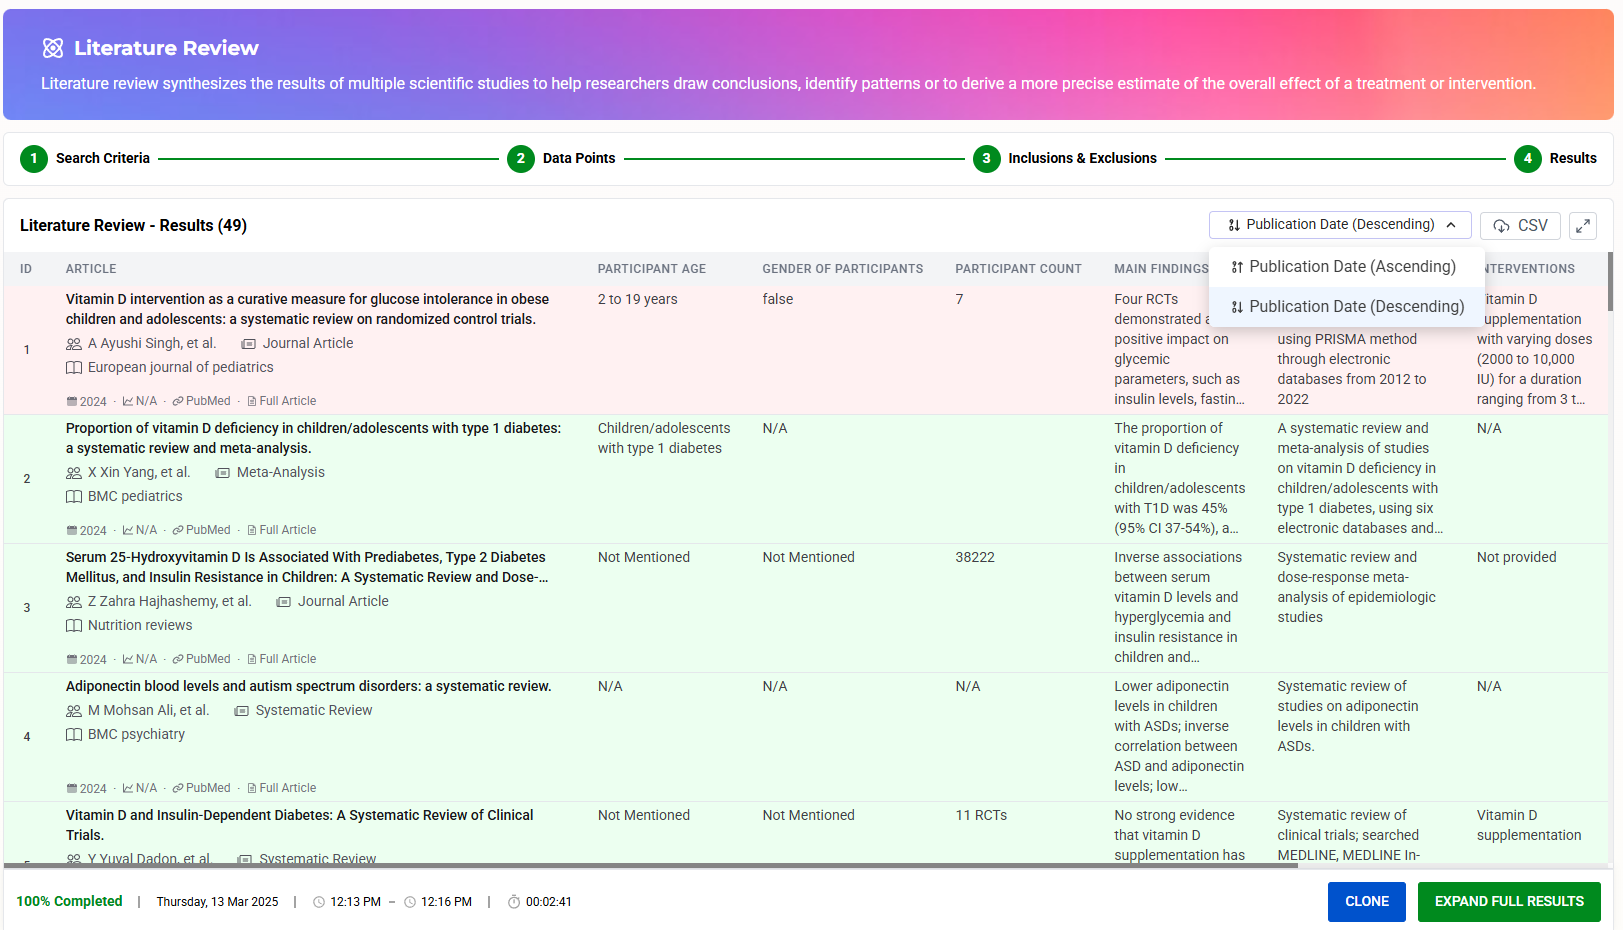 Literature Review
Literature review synthesizes the results of multiple scientific studies to help researchers draw conclusions, identify patterns or to derive a more precise estimate of the overall effect of a treatment or intervention.
1 Search Criteria
2 Data Points
3 Inclusions & Exclusions
4 Results
Literature Review - Results (49)
Publication Date (Descending)
CSV
Publication Date (Ascending)
Publication Date (Descending)
ID ARTICLE PARTICIPANT AGE GENDER OF PARTICIPANTS PARTICIPANT COUNT MAIN FINDINGS NTERVENTIONS
1
Vitamin D intervention as a curative measure for glucose intolerance in obese
children and adolescents: a systematic review on randomized control trials.
A Ayushi Singh, et al. Journal Article
European journal of pediatrics
2024 · N/A · PubMed · Full Article
2 to 19 years
false
7
Four RCTs
demonstrated a
positive impact on
glycemic
parameters, such as
insulin levels, fastin...
using PRISMA method
through electronic
databases from 2012 to
2022
itamin D
upplementation
with varying doses
(2000 to 10,000
IU) for a duration
ranging from 3 t...
2
Proportion of vitamin D deficiency in children/adolescents with type 1 diabetes:
a systematic review and meta-analysis.
X Xin Yang, et al. Meta-Analysis
BMC pediatrics
2024 · N/A · PubMed · Full Article
Children/adolescents
with type 1 diabetes
N/A
The proportion of
vitamin D deficiency
in
children/adolescents
with T1D was 45%
(95% CI 37-54%), a...
A systematic review and
meta-analysis of studies
on vitamin D deficiency in
children/adolescents with
type 1 diabetes, using six
electronic databases and...
N/A
3
Serum 25-Hydroxyvitamin D Is Associated With Prediabetes, Type 2 Diabetes
Mellitus, and Insulin Resistance in Children: A Systematic Review and Dose-...
Z Zahra Hajhashemy, et al. Journal Article
Nutrition reviews
2024 · N/A · PubMed · Full Article
Not Mentioned
Not Mentioned
38222
Inverse associations
between serum
vitamin D levels and
hyperglycemia and
insulin resistance in
children and...
Systematic review and
dose-response meta-
analysis of epidemiologic
studies
Not provided
4
Adiponectin blood levels and autism spectrum disorders: a systematic review.
M Mohsan Ali, et al. Systematic Review
BMC psychiatry
2024 · N/A · PubMed · Full Article
N/A
N/A
N/A
Lower adiponectin
levels in children
with ASDs; inverse
correlation between
ASD and adiponectin
levels; low...
Systematic review of
studies on adiponectin
levels in children with
ASDs.
N/A
5
Vitamin D and Insulin-Dependent Diabetes: A Systematic Review of Clinical
Trials.
Y Yuval Dadon, et al. Systematic Review
Not Mentioned
Not Mentioned
11 RCTs
No strong evidence
that vitamin D
supplementation has
Systematic review of
clinical trials; searched
MEDLINE, MEDLINE In-
Vitamin D
supplementation
100% Completed | Thursday, 13 Mar 2025 | 12:13 PM – 12:16 PM | 00:02:41
CLONE
EXPAND FULL RESULTS